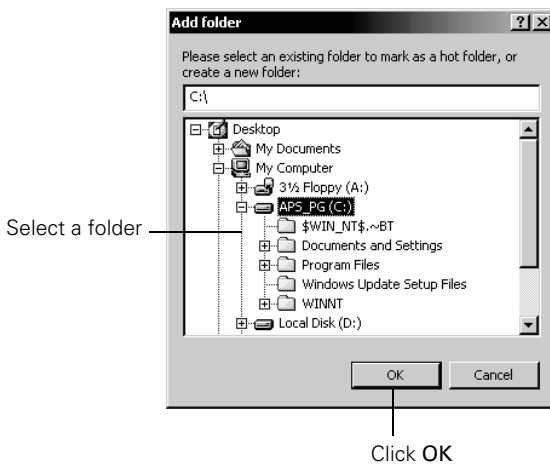 Add folder
Please select an existing folder to mark as a hot folder, or
create a new folder:
C:\
Desktop
My Documents
My Computer
3½ Floppy (A:)
APS_PG (C:)
$WIN_NT$.~BT
Documents and Settings
Program Files
Windows Update Setup Files
WINNT
Local Disk (D:)
Select a folder
OK
Cancel
Click OK